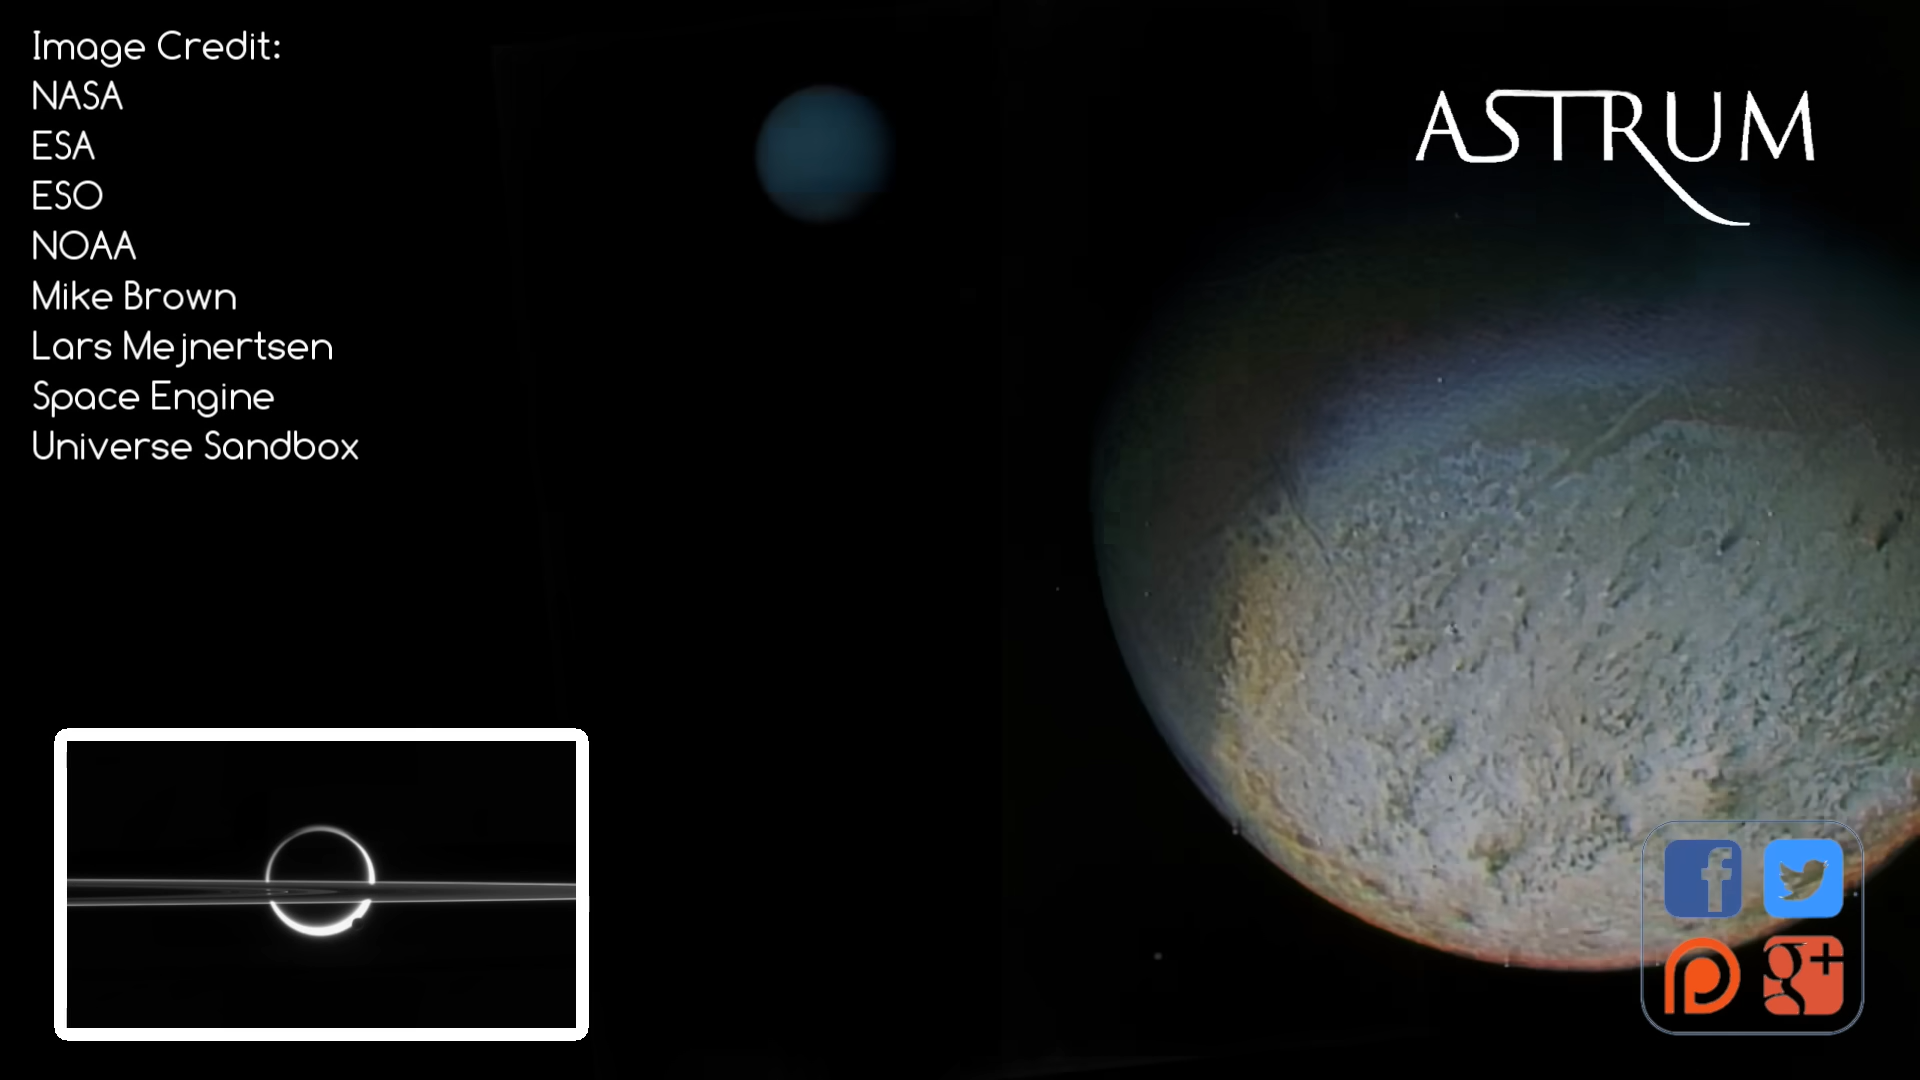 Image Credit:
NASA
ESA
ESO
NOAA
Mike Brown
Lars Mejnertsen
Space Engine
Universe Sandbox
ASTRUM
f
g+